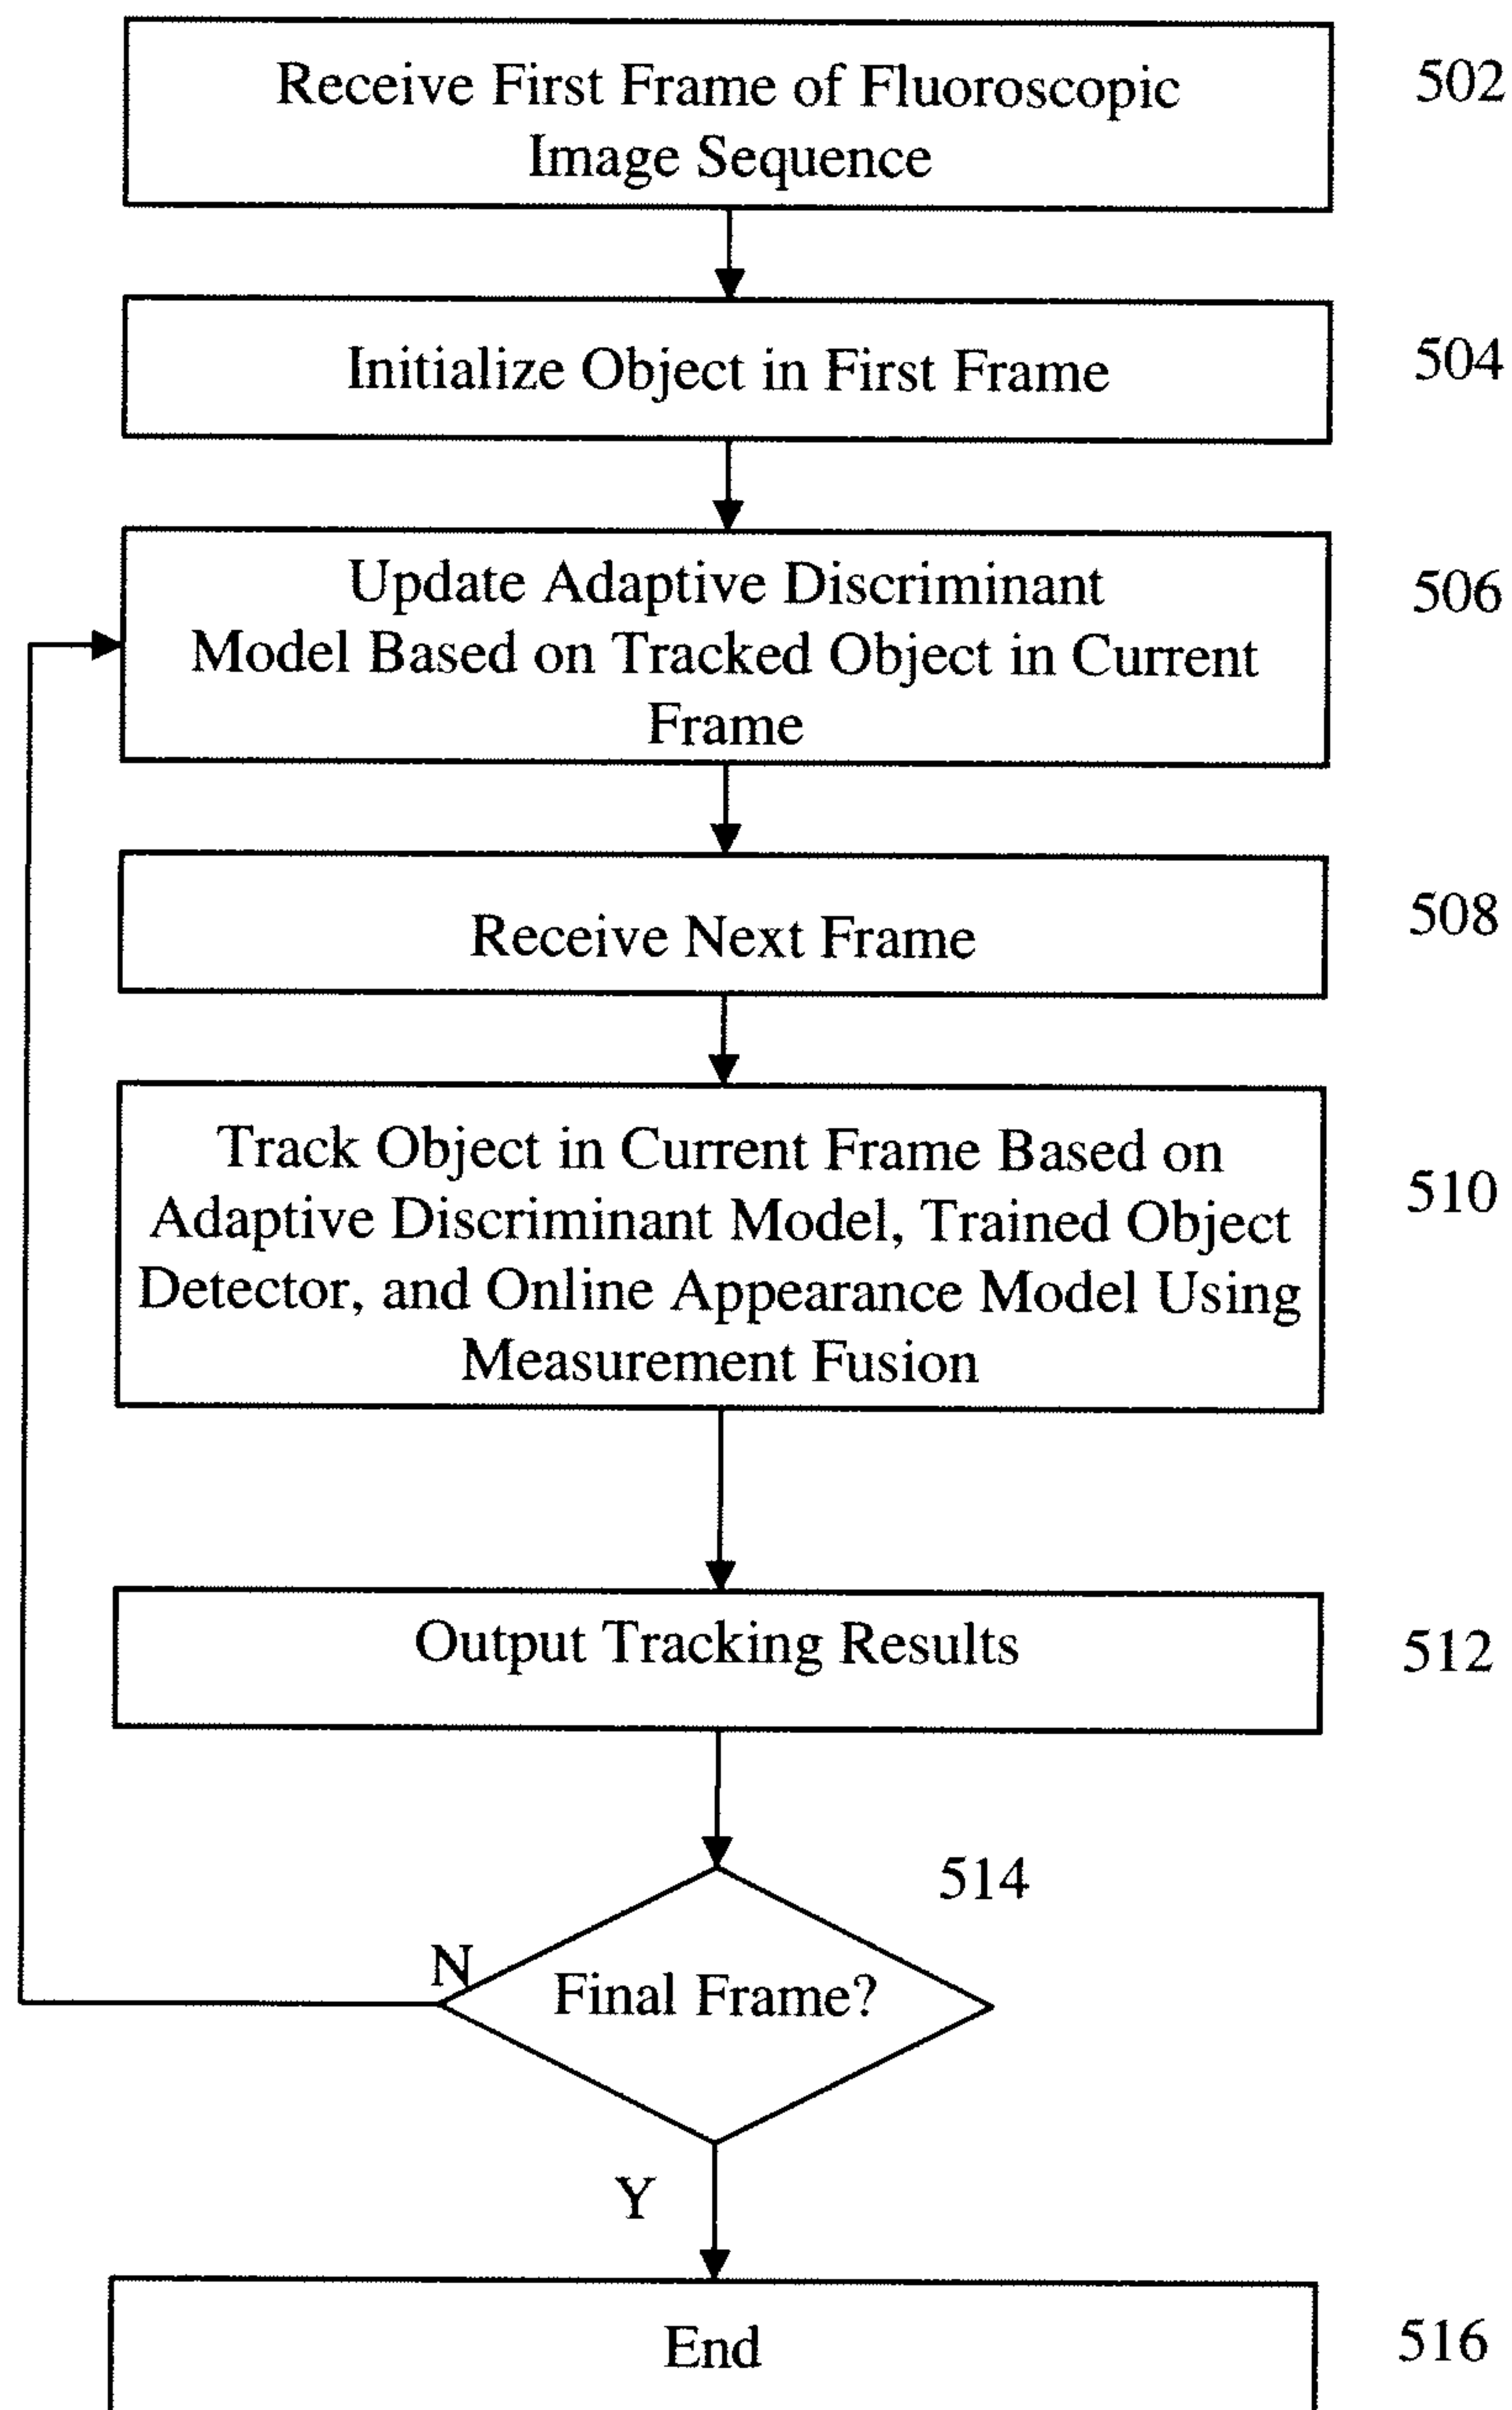 Receive First Frame of Fluoroscopic
Image Sequence
502
Initialize Object in First Frame
504
Update Adaptive Discriminant
Model Based on Tracked Object in Current
Frame
506
Receive Next Frame
508
Track Object in Current Frame Based on
Adaptive Discriminant Model, Trained Object
Detector, and Online Appearance Model Using
Measurement Fusion
510
Output Tracking Results
512
514
N
Final Frame?
Y
End
516